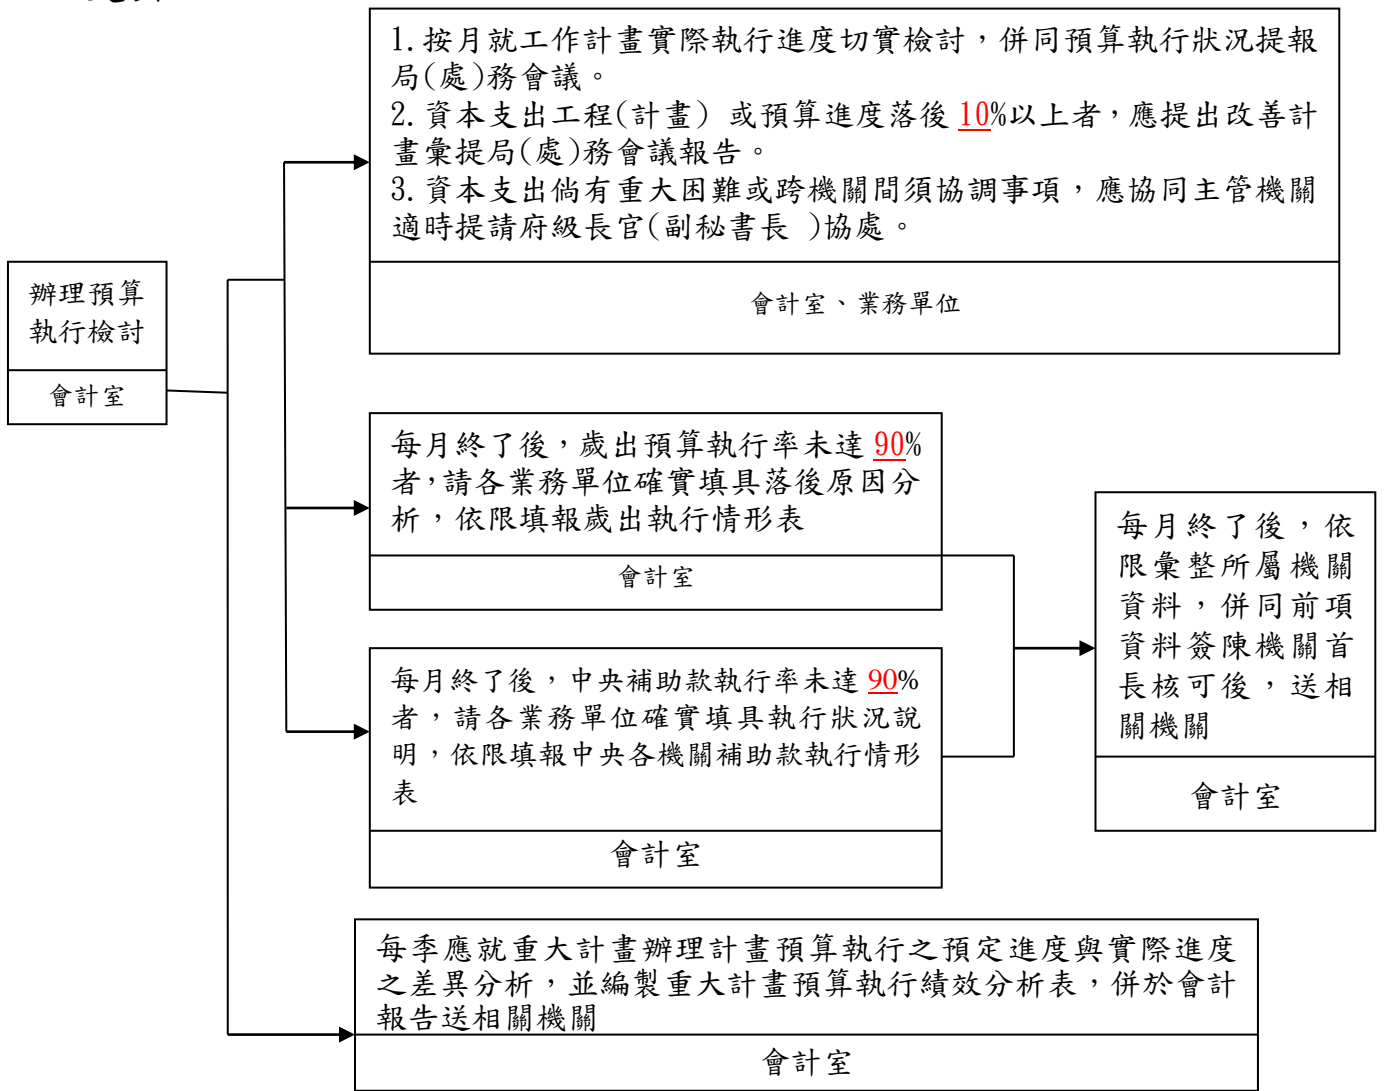 1. 按月就工作計畫實際執行進度切實檢討，併同預算執行狀況提報
局(處)務會議。
2. 資本支出工程(計畫) 或預算進度落後 10%以上者，應提出改善計
畫彙提局(處)務會議報告。
3. 資本支出倘有重大困難或跨機關間須協調事項，應協同主管機關
適時提請府級長官(副秘書長 )協處。
會計室、業務單位
辦理預算
執行檢討
會計室
每月終了後，歲出預算執行率未達 90%
者，請各業務單位確實填具落後原因分
析，依限填報歲出執行情形表
會計室
每月終了後，中央補助款執行率未達 90%
者，請各業務單位確實填具執行狀況說
明，依限填報中央各機關補助款執行情形
表
會計室
每月終了後，依
限彙整所屬機關
資料，併同前項
資料簽陳機關首
長核可後，送相
關機關
會計室
每季應就重大計畫辦理計畫預算執行之預定進度與實際進度
之差異分析，並編製重大計畫預算執行績效分析表，併於會計
報告送相關機關
會計室